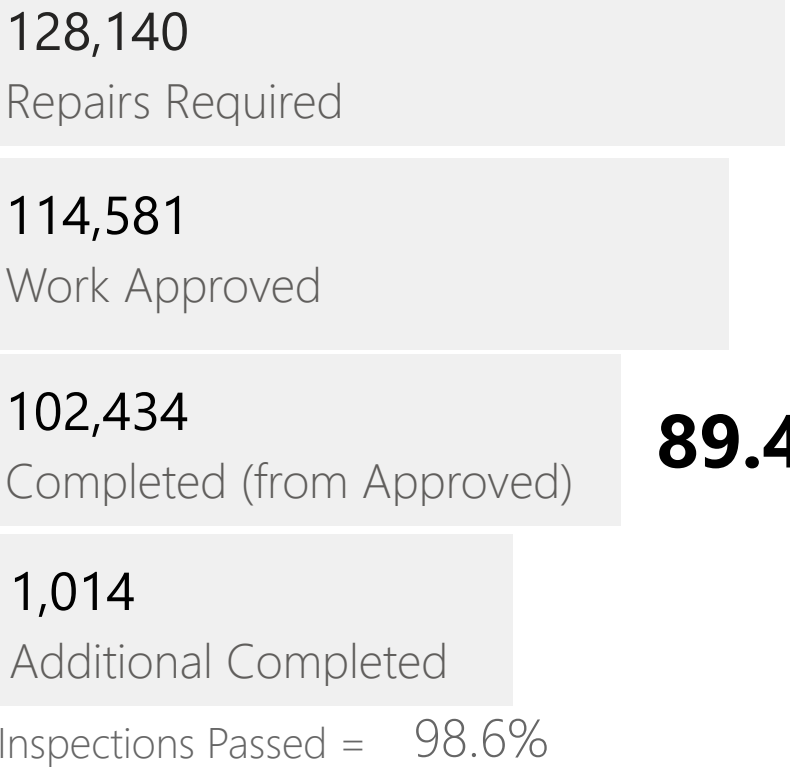 128,140
Repairs Required
114,581
Work Approved
102,434
89.4
Completed (from Approved)
1,014
Additional Completed
Inspections Passed = 98.6%